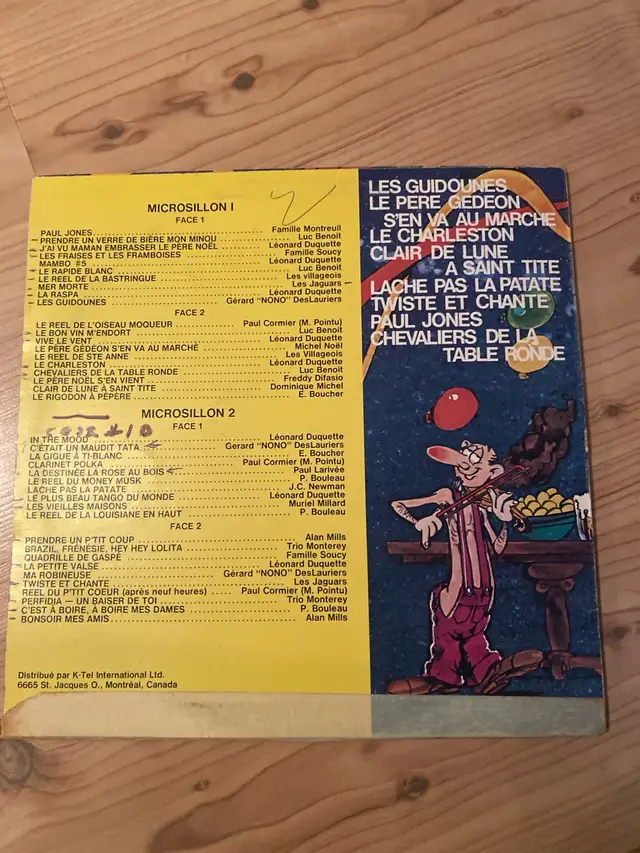 MICROSILLON I
FACE 1
PAUL JONES........Famille Montreuil
PRENDRE UN VERRE DE BIÈRE MON MINOU........Luc Benoit
J'AI VU MAMAN EMBRASSER LE PÈRE NOËL........Léonard Duquette
LES FRAISES ET LES FRAMBOISES........Famille Soucy
MAMBO #5........Léonard Duquette
LE RAPIDE BLANC........Luc Benoit
LE REEL DE LA BASTRINGUE........Les Villageois
MER MORTE........Les Jaguars
LA RASPA........Léonard Duquette
LES GUIDOUNES........Gérard "NONO" DesLauriers
FACE 2
LE REEL DE L'OISEAU MOQUEUR........Paul Cormier (M. Pointu)
LE BON VIN M'ENDORT........Luc Benoit
VIVE LE VENT........Léonard Duquette
LE PÈRE GÉDÉON S'EN VA AU MARCHÉ........Michel Noël
LE REEL DE STE ANNE........Les Villageois
LE CHARLESTON........Léonard Duquette
CHEVALIERS DE LA TABLE RONDE........Luc Benoit
LE PÈRE NOËL S'EN VIENT........Freddy Difasio
CLAIR DE LUNE À SAINT TITE........Dominique Michel
LE RIGODON À PÉPÈRE........E. Boucher
MICROSILLON 2
FACE 1
IN THE MOOD........Léonard Duquette
C'ÉTAIT UN MAUDIT TATA........Gérard "NONO" DesLauriers
LA GIGUE À TI-BLANC........E. Boucher
CLARINET POLKA........Paul Cormier (M. Pointu)
LA DESTINÉE LA ROSE AU BOIS........Paul Larivée
LE REEL DU MONEY MUSK........P. Bouleau
LACHE PAS LA PATATE........J.C. Newman
LE PLUS BEAU TANGO DU MONDE........Léonard Duquette
LES VIEILLES MAISONS........Muriel Millard
LE REEL DE LA LOUISIANE EN HAUT........P. Bouleau
FACE 2
PRENDRE UN P'TIT COUP........Alan Mills
BRAZIL, FRÉNÉSIE, HEY HEY LOLITA........Trio Monterey
QUADRILLE DE GASPÉ........Famille Soucy
LA PETITE VALSE........Léonard Duquette
MA ROBINEUSE........Gérard "NONO" DesLauriers
TWISTE ET CHANTE........Les Jaguars
REEL DU P'TIT COEUR (après neuf heures)........Paul Cormier (M. Pointu)
PERFIDIA — UN BAISER DE TOI........Trio Monterey
C'EST À BOIRE, À BOIRE MES DAMES........P. Bouleau
BONSOIR MES AMIS........Alan Mills
Distribué par K-Tel International Ltd.
6665 St. Jacques O., Montréal, Canada
LES GUIDOUNES
LE PERE GEDEON
S'EN VA AU MARCHE
LE CHARLESTON
CLAIR DE LUNE
A SAINT TITE
LACHE PAS LA PATATE
TWISTE ET CHANTE
PAUL JONES
CHEVALIERS DE LA
TABLE RONDE